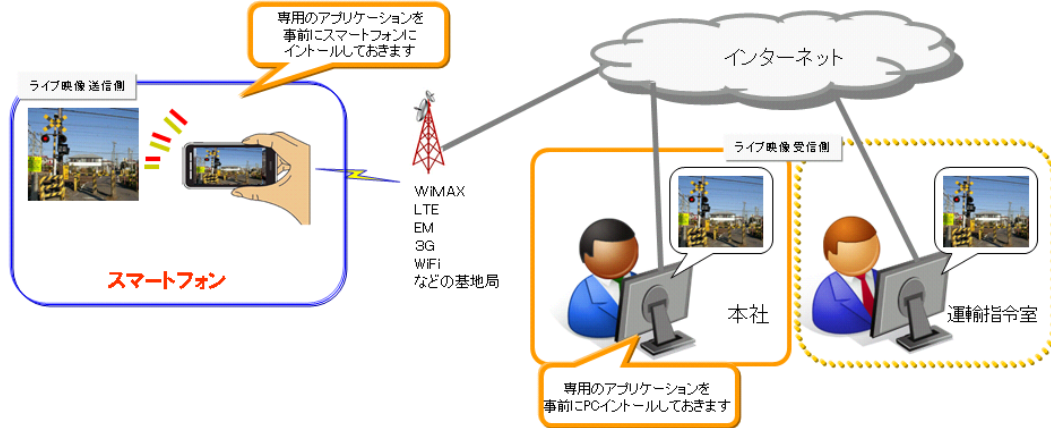 専用のアプリケーションを
事前にスマートフォンに
イントールしておきます
ライブ映像送信側
スマートフォン
WiMAX
LTE
EM
3G
WiFi
などの基地局
インターネット
ライブ映像受信側
本社
運輸指令室
専用のアプリケーションを
事前にPCイントールしておきます